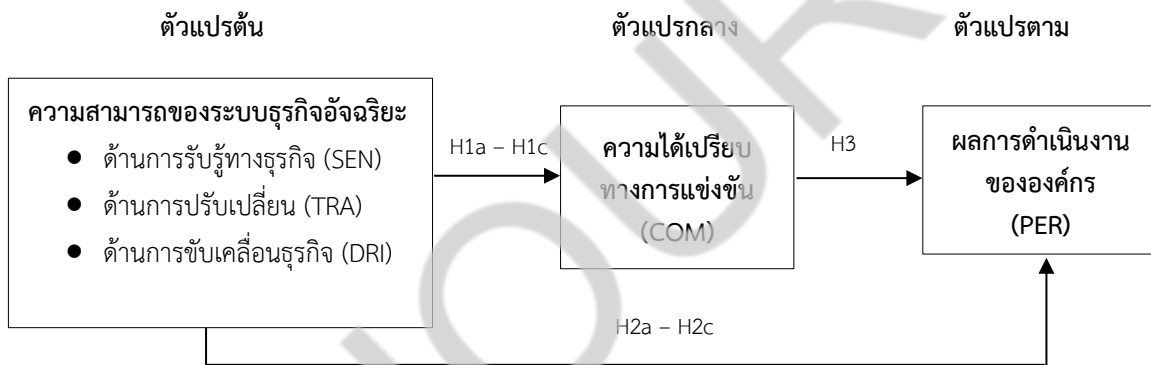 ตัวแปรต้น
ตัวแปรกลาง
ตัวแปรตาม
ความสามารถของระบบธุรกิจอัจฉริยะ
● ด้านการรับรู้ทางธุรกิจ (SEN)
● ด้านการปรับเปลี่ยน (TRA)
● ด้านการขับเคลื่อนธุรกิจ (DRI)
H1a – H1c
ความได้เปรียบ
ทางการแข่งขัน
(COM)
H3
ผลการดำเนินงาน
ขององค์กร
(PER)
H2a – H2c